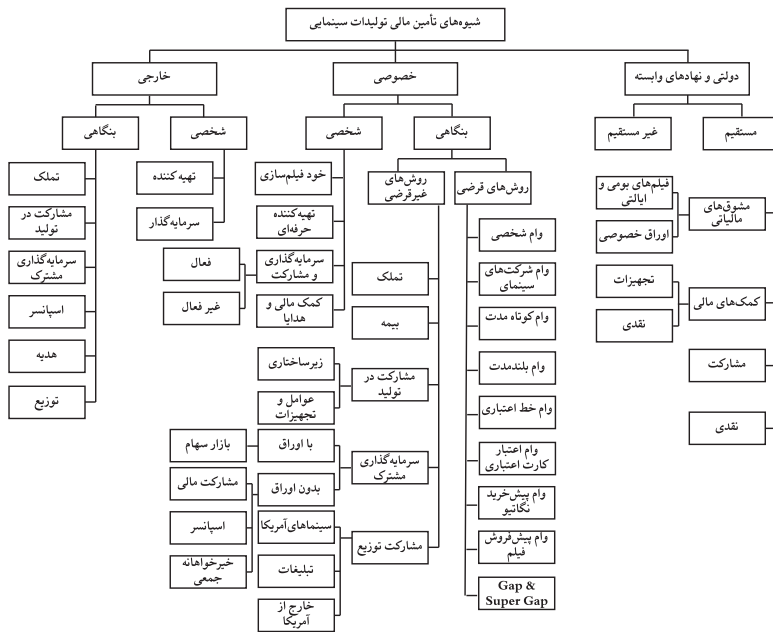 شیوه‌های تأمین مالی تولیدات سینمایی
دولتی و نهادهای وابسته
خصوصی
خارجی
مستقیم
غیر مستقیم
بنگاهی
شخصی
شخصی
بنگاهی
مشوق‌های
مالیاتی
فیلم‌های بومی و
ایالتی
اوراق خصوصی
کمک‌های مالی
تجهیزات
نقدی
مشارکت
نقدی
روش‌های قرضی
وام شخصی
وام شرکت‌های
سینمای
وام کوتاه مدت
وام بلندمدت
وام خط اعتباری
وام اعتبار
کارت اعتباری
وام پیش‌خرید
نگاتیو
وام پیش‌فروش
فیلم
Gap &
Super Gap
روش‌های
غیرقرضی
تملک
بیمه
مشارکت در
تولید
زیرساختاری
عوامل و
تجهیزات
سرمایه‌گذاری
مشترک
با اوراق
بازار سهام
بدون اوراق
مشارکت مالی
اسپانسر
خیرخواهانه
جمعی
مشارکت توزیع
سینماهای آمریکا
تبلیغات
خارج از
آمریکا
خود فیلم‌سازی
تهیه‌کننده
حرفه‌ای
سرمایه‌گذاری
و مشارکت
فعال
غیر فعال
کمک مالی و
هدایا
تهیه کننده
سرمایه‌گذار
تملک
مشارکت در
تولید
سرمایه‌گذاری
مشترک
اسپانسر
هدیه
توزیع